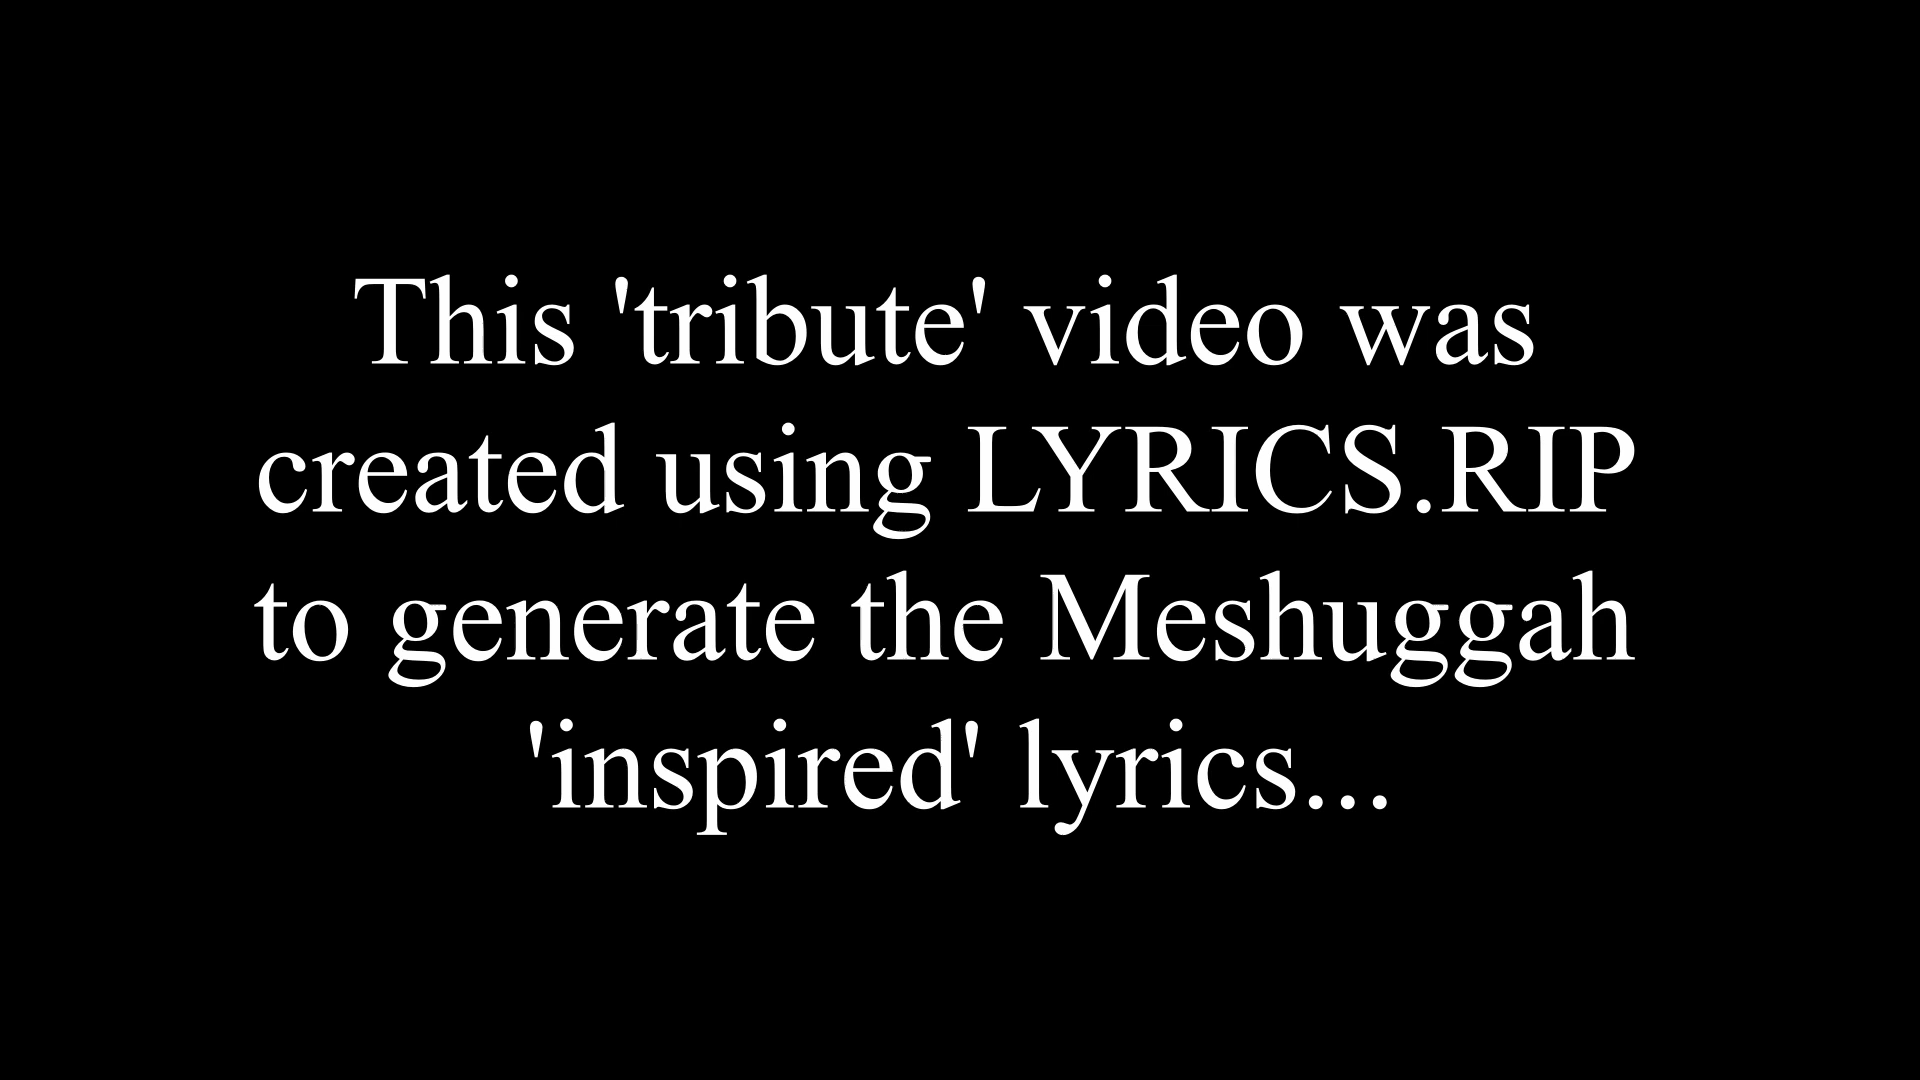 This 'tribute' video was
created using LYRICS.RIP
to generate the Meshuggah
'inspired' lyrics...